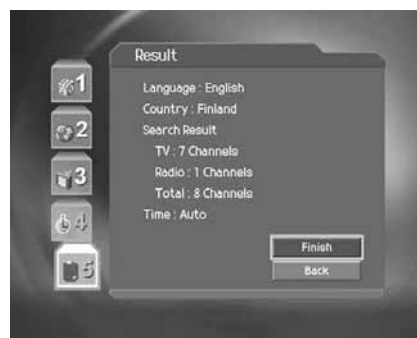 Result
1
Language : English
Country : Finland
2
Search Result
TV : 7 Channels
3
Radio : 1 Channels
Total : 8 Channels
4
Time : Auto
Finish
5
Back